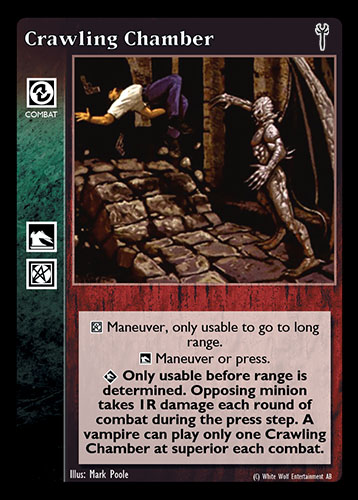 Crawling Chamber
COMBAT
Maneuver, only usable to go to long
range.
Maneuver or press.
Only usable before range is
determined. Opposing minion
takes 1R damage each round of
combat during the press step. A
vampire can play only one Crawling
Chamber at superior each combat.
Illus: Mark Poole
(C) White Wolf Entertainment AB